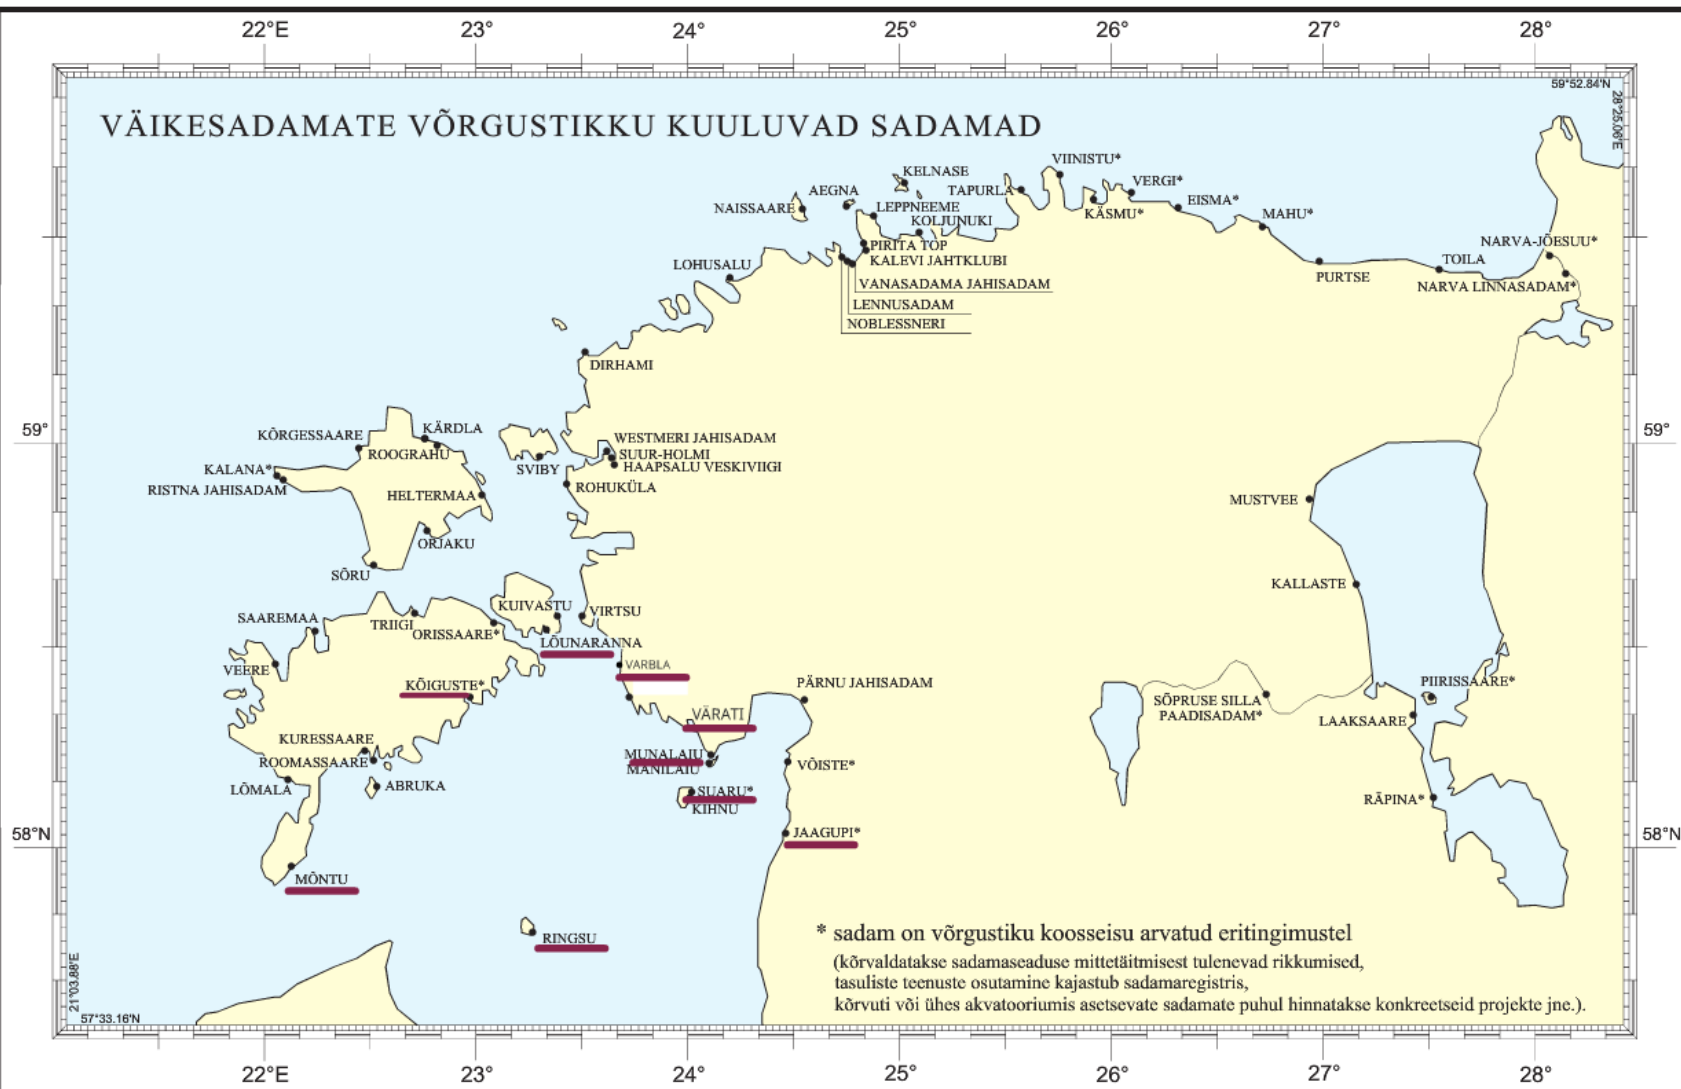 22°E 23° 24° 25° 26° 27° 28°
59°52.84'N
28°25.06'E
VÄIKESADAMATE VÕRGUSTIKKU KUULUVAD SADAMAD
VIINISTU*
KELNASE
VERGI*
TAPURLA
AEGNA
EISMA*
NAISSAARE
LEPPNEEME
KÄSMU*
MAHU*
KOLJUNUKI
NARVA-JÕESUU*
PIRITA TOP
KALEVI JAHTKLUBI
TOILA
LOHUSALU
PURTSE
VANASADAMA JAHISADAM
NARVA LINNASADAM*
LENNUSADAM
NOBLESSNERI
DIRHAMI
59°
59°
KÄRDLA
KÕRGESSAARE
WESTMERI JAHISADAM
ROOGRAHU
SUUR-HOLMI
KALANA*
SVIBY
HAAPSALU VESKIVIIGI
RISTNA JAHISADAM
HELTERMAA
ROHUKÜLA
MUSTVEE
ORJAKU
SÕRU
KALLASTE
KUIVASTU
VIRTSU
SAAREMAA
TRIIGI
ORISSAARE*
LÕUNARANNA
VARBLA
VEERE
KÕIGUSTE*
PÄRNU JAHISADAM
PIIRISSAARE*
SÕPRUSE SILLA
PAADISADAM*
VÄRATI
LAAKSAARE
KURESSAARE
MUNALAIU
ROOMASSAARE
VÕISTE*
MANILAIU
LÕMALA
ABRUKA
SUARU*
RÄPINA*
KIHNU
58°N
JAAGUPI*
58°N
MÕNTU
RINGSU
* sadam on võrgustiku koosseisu arvatud eritingimustel
(kõrvaldatakse sadamaseaduse mittetäitmisest tulenevad rikkumised,
tasuliste teenuste osutamine kajastub sadamaregistris,
kõrvuti või ühes akvatooriumis asetsevate sadamate puhul hinnatakse konkreetseid projekte jne.).
21°03.88'E
57°33.16'N
22°E 23° 24° 25° 26° 27° 28°